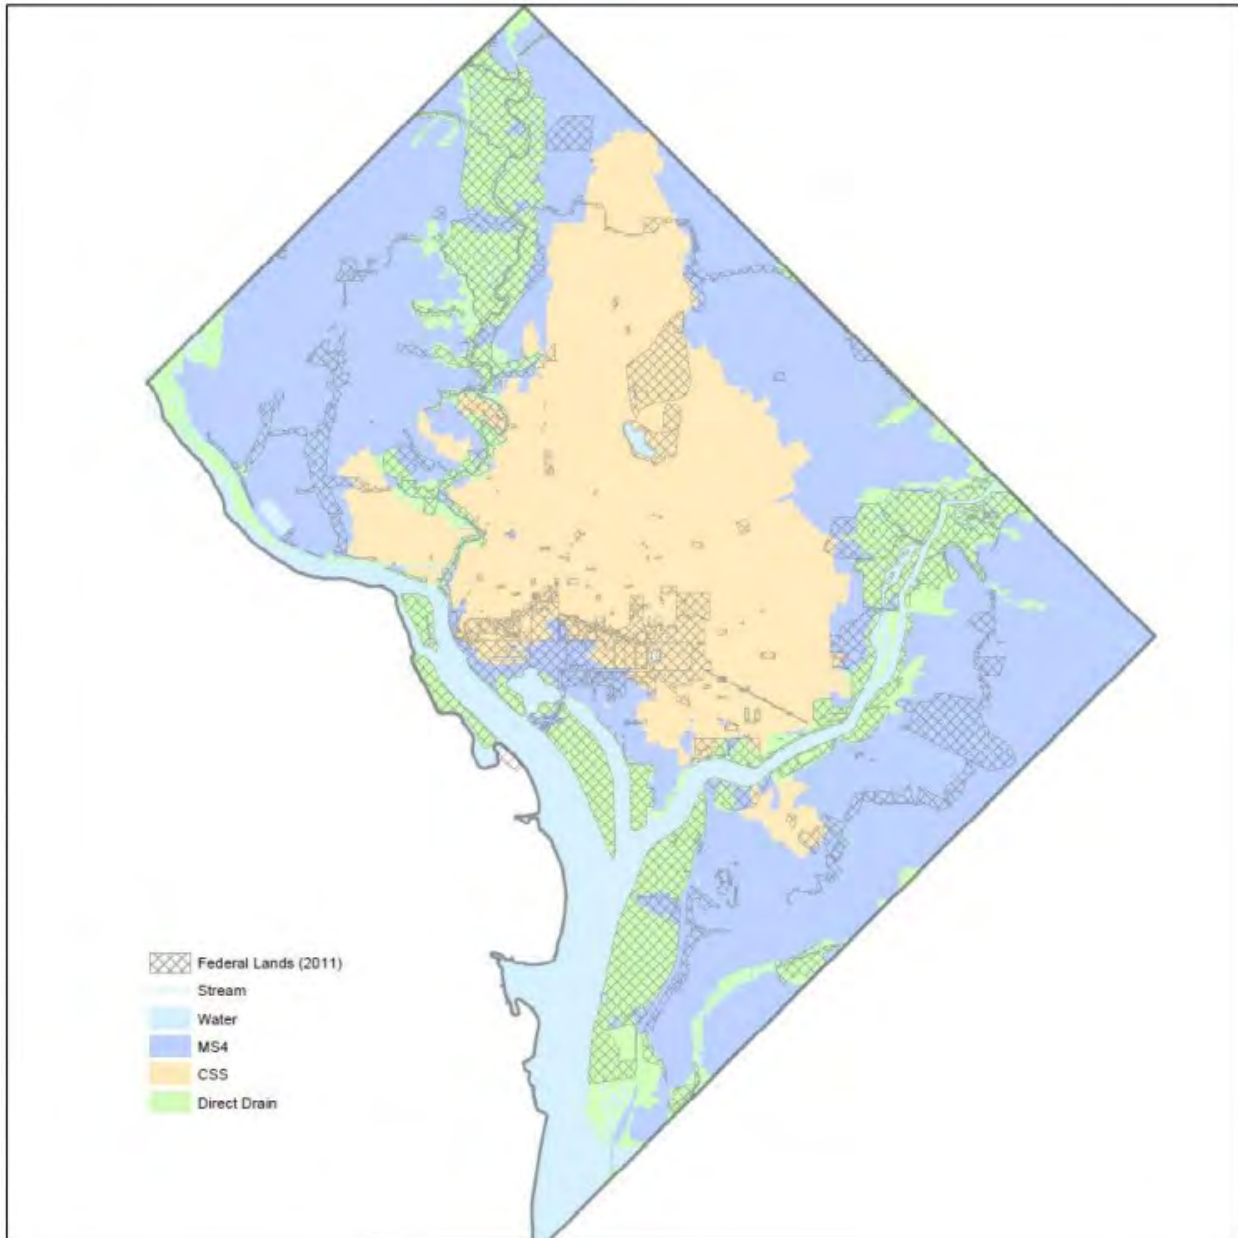 Federal Lands (2011)
Stream
Water
MS4
CSS
Direct Drain